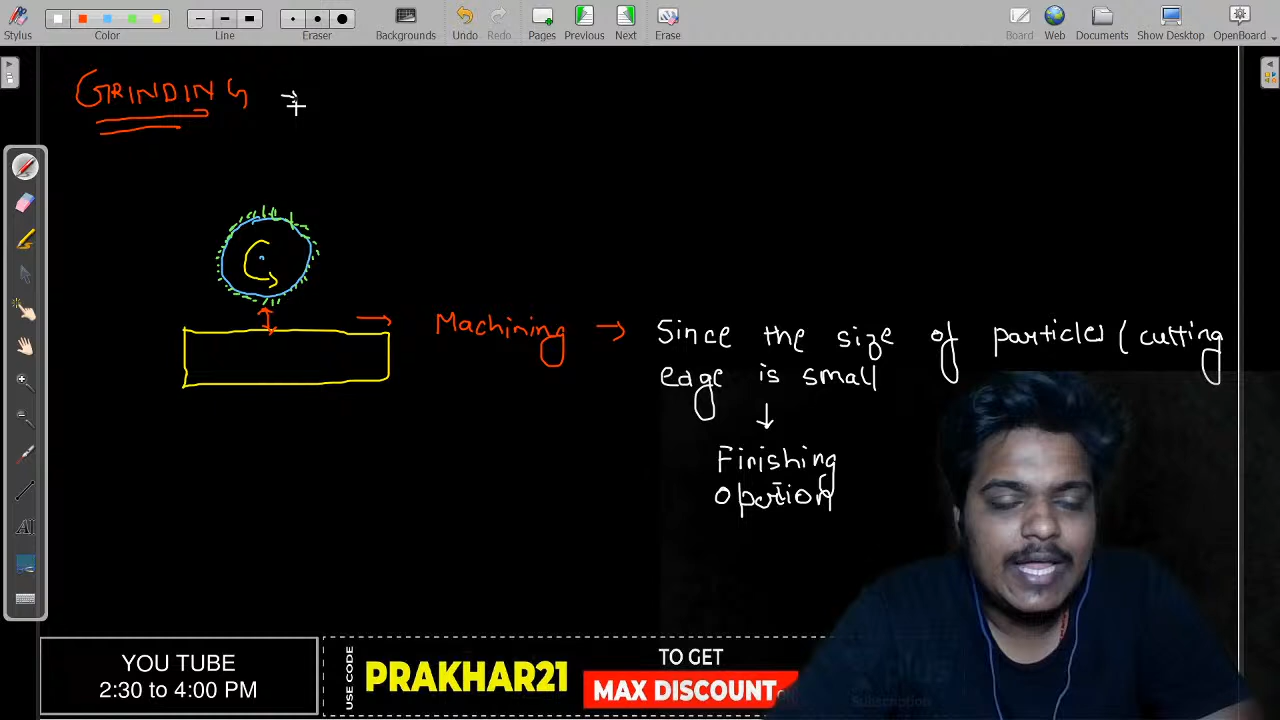 Stylus
Color
Line
Eraser
Backgrounds
Undo
Redo
Pages
Previous
Next
Erase
Board
Web
Documents
Show Desktop
OpenBoard
GRINDING →
Machining → Since the size of particles ( cutting
edge is small
↓
Finishing
opertion
YOU TUBE
2:30 to 4:00 PM
USE CODE
PRAKHAR21
TO GET
MAX DISCOUNT
Subscription